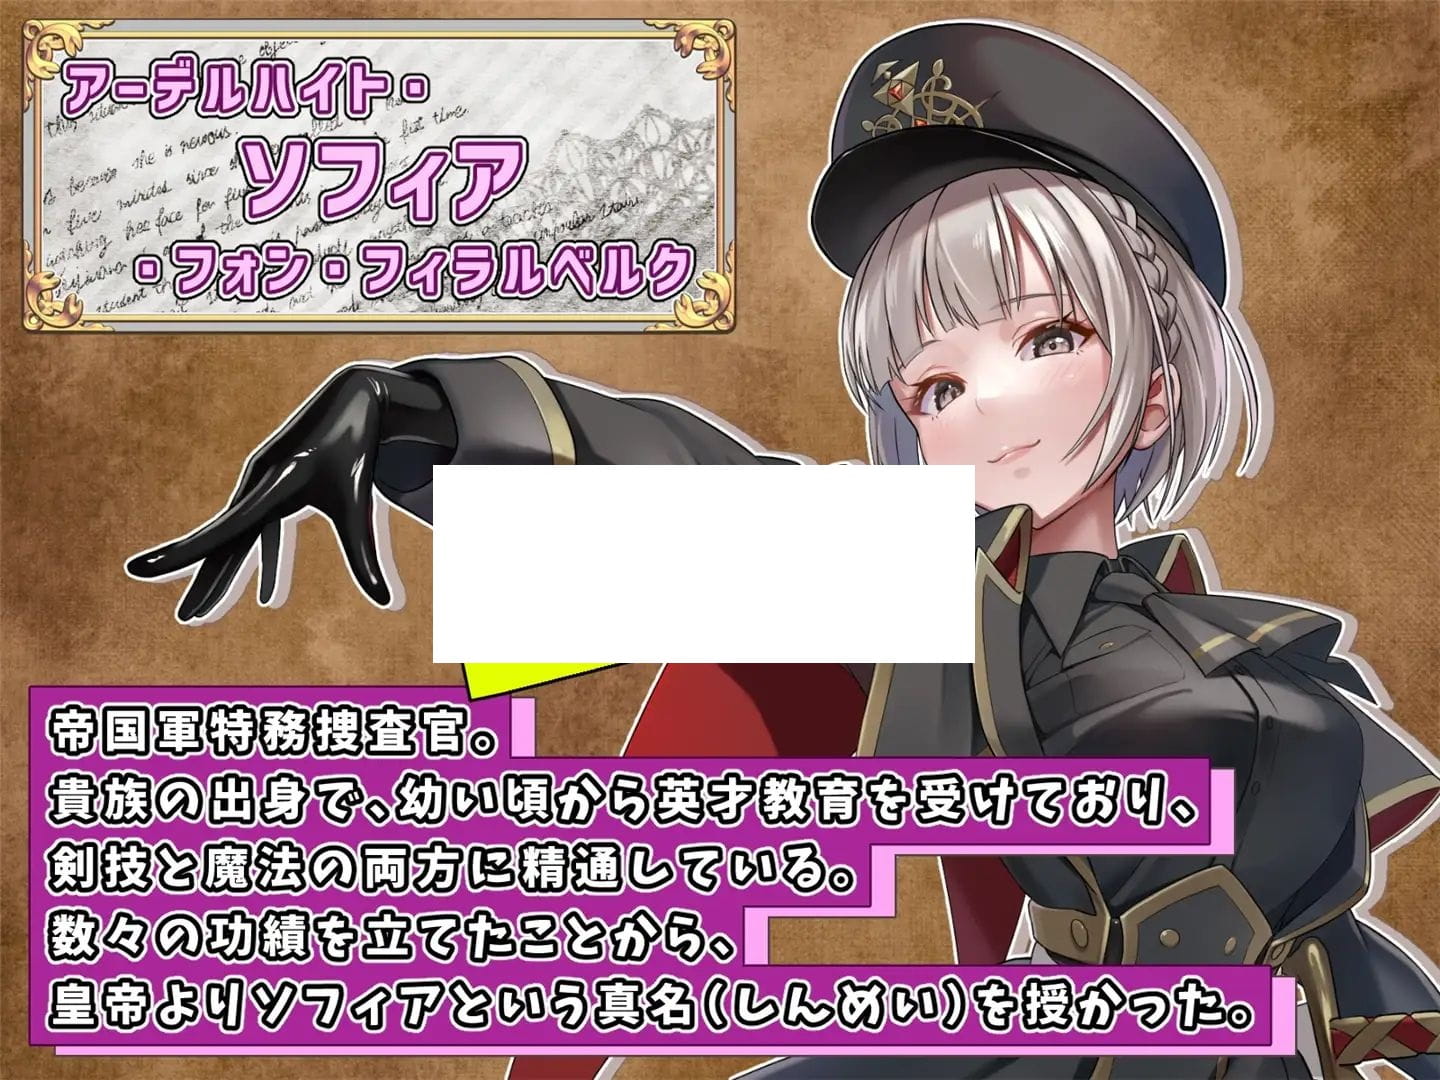 アーデルハイト・
ソフィア
・フォン・フィラルベルク
帝国軍特務捜査官。
貴族の出身で、幼い頃から英才教育を受けており、
剣技と魔法の両方に精通している。
数々の功績を立てたことから、
皇帝よりソフィアという真名(しんめい)を授かった。